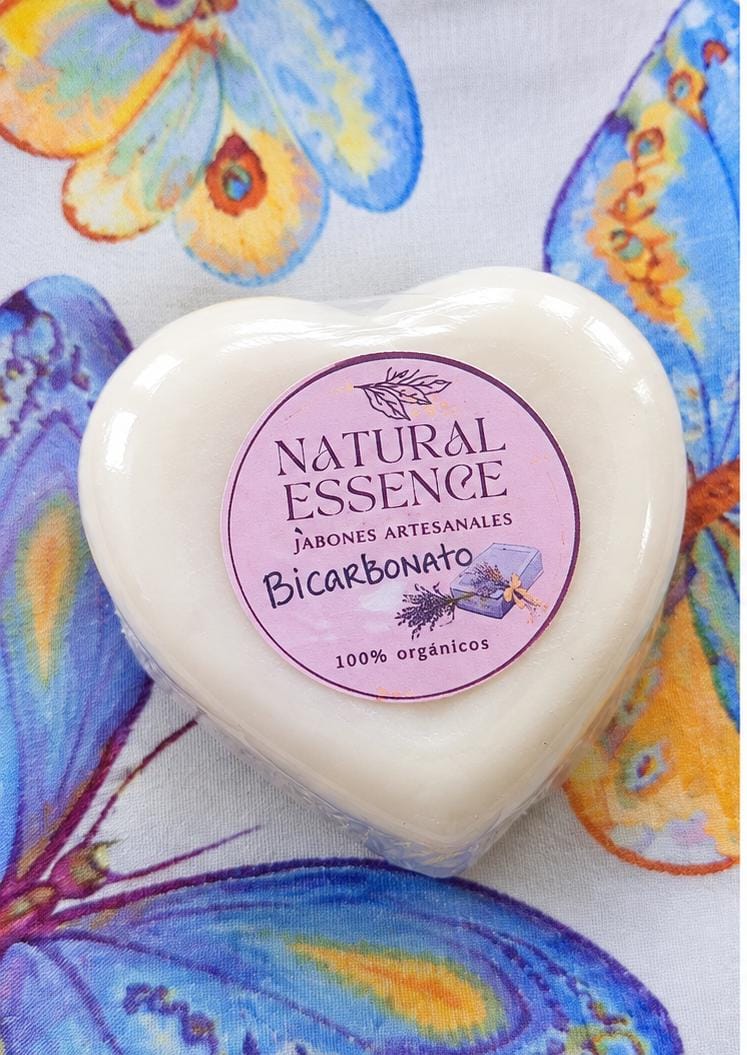 NATURAL
ESSENCE
JABONES ARTESANALES
BicarboNato
100% orgánicos